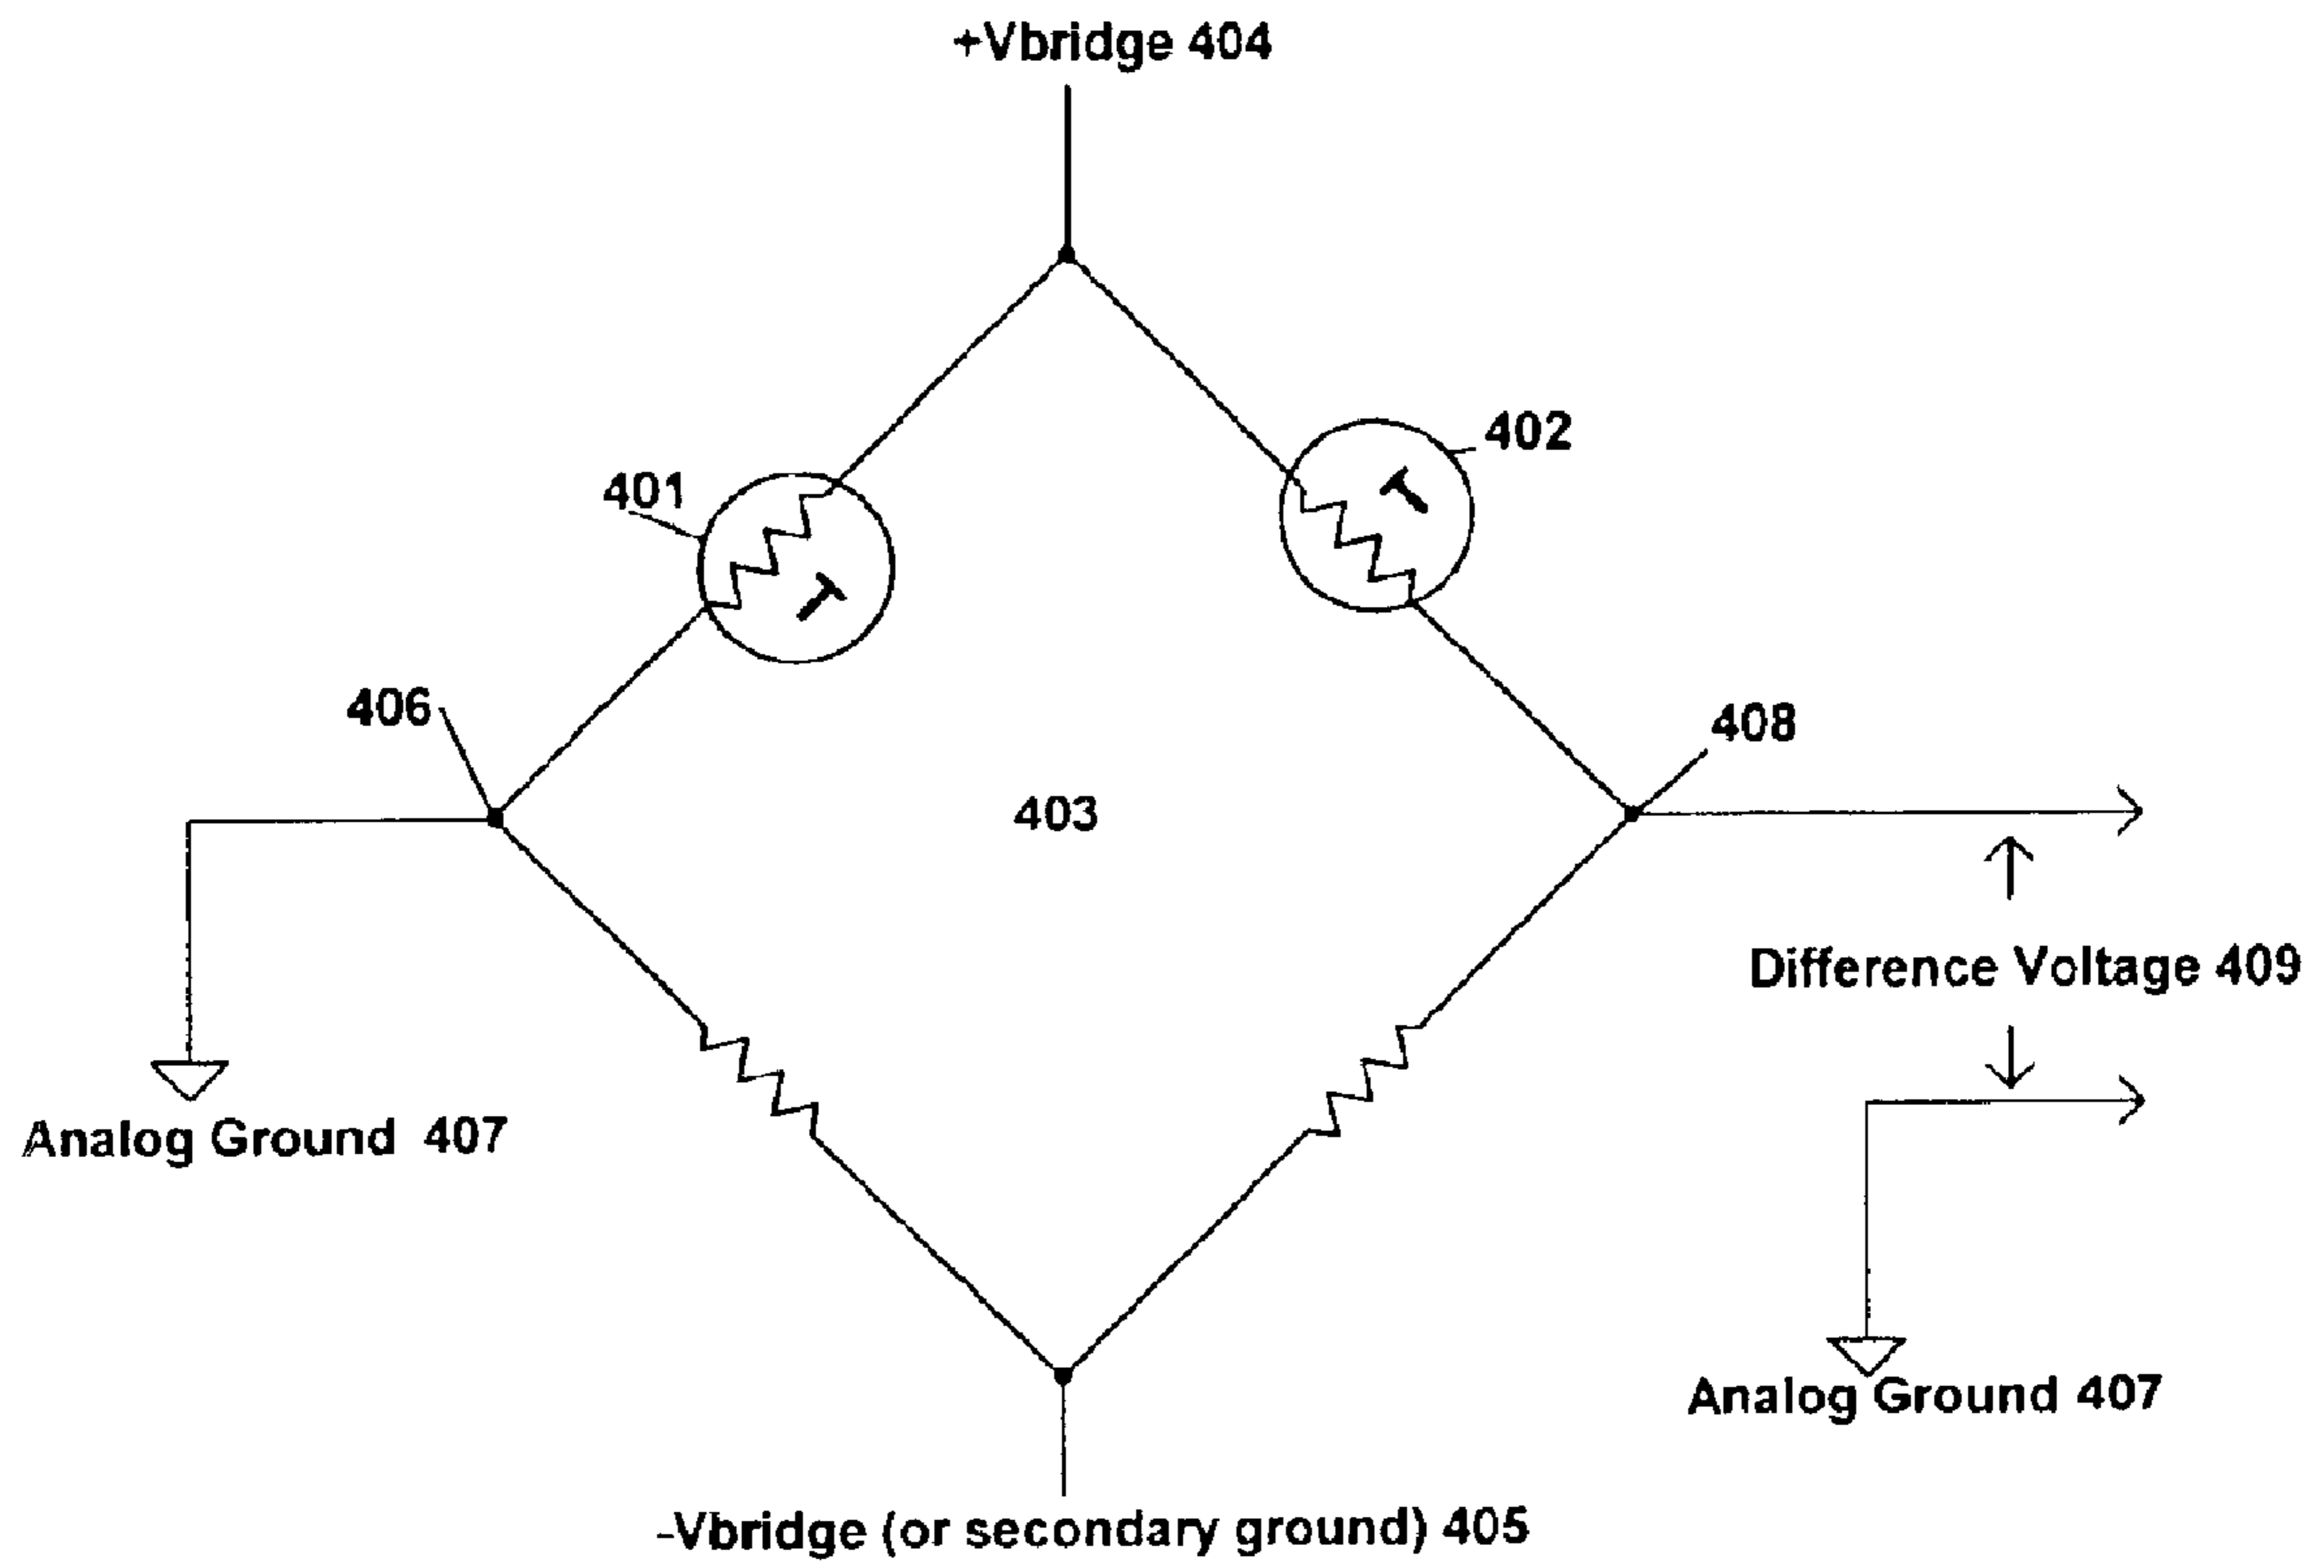 +Vbridge 404
402
T
401
T
406
408
403
Difference Voltage 409
Analog Ground 407
Analog Ground 407
-Vbridge (or secondary ground) 405